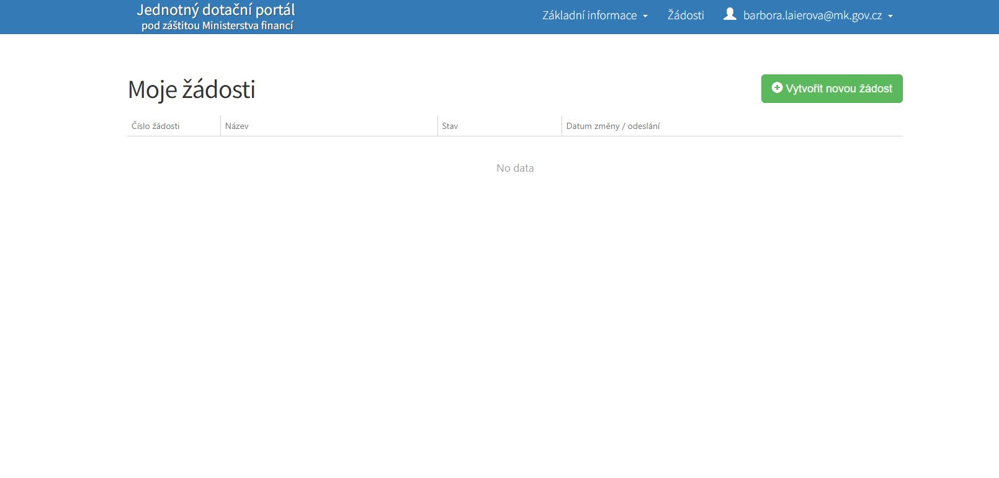 Jednotný dotační portál
pod záštitou Ministerstva financí
Základní informace
Žádosti
barbora.laierova@mk.gov.cz
Moje žádosti
Vytvořit novou žádost
Číslo žádosti
Název
Stav
Datum změny / odeslání
No data